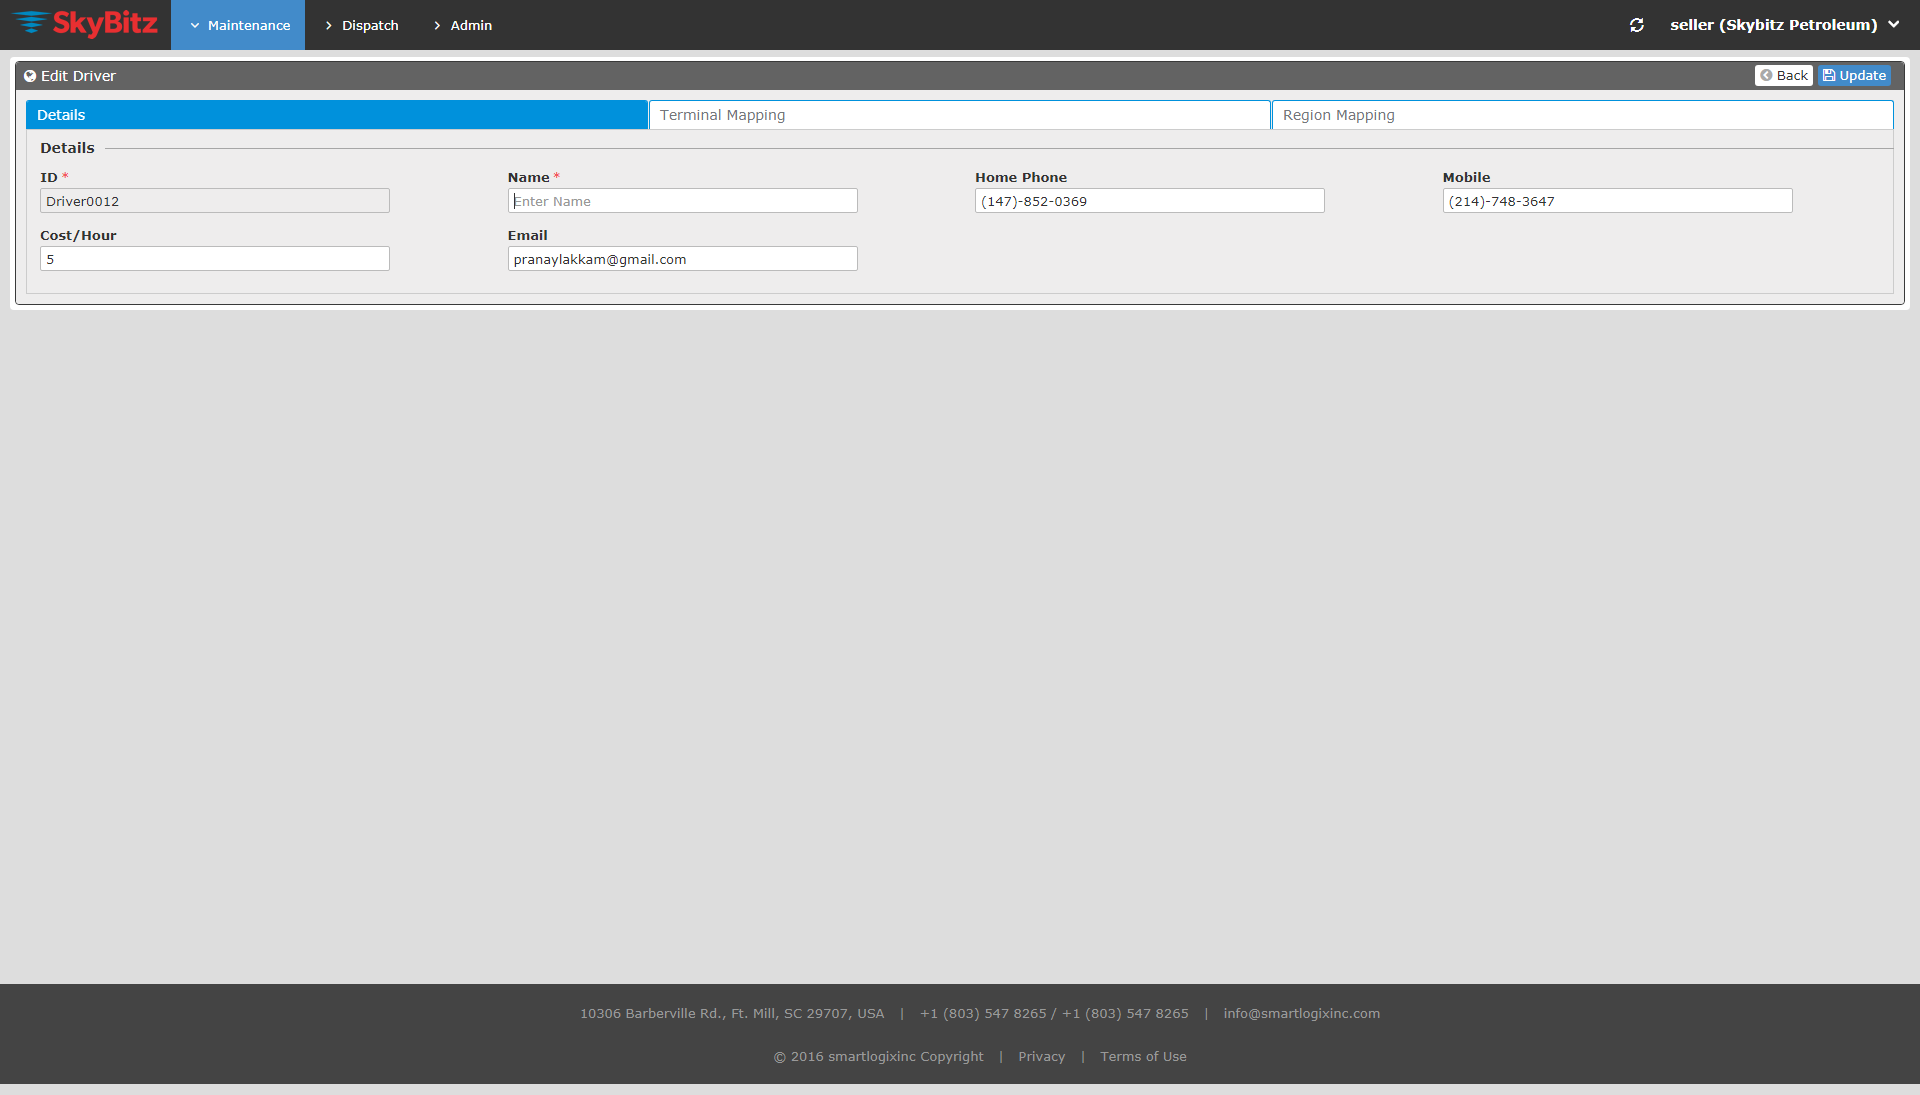 SkyBitz Maintenance Dispatch Admin seller (Skybitz Petroleum)
Edit Driver Back Update
Details Terminal Mapping Region Mapping
Details
ID * Name * Home Phone Mobile
Driver0012 Enter Name (147)-852-0369 (214)-748-3647
Cost/Hour Email
5 pranaylakkam@gmail.com
10306 Barberville Rd., Ft. Mill, SC 29707, USA | +1 (803) 547 8265 / +1 (803) 547 8265 | info@smartlogixinc.com
© 2016 smartlogixinc Copyright | Privacy | Terms of Use